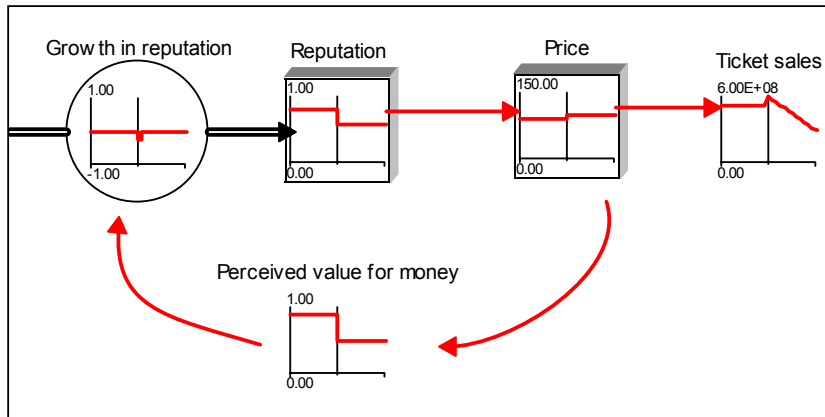 Growth in reputation
1.00
-1.00
Reputation
1.00
0.00
Price
150.00
0.00
Ticket sales
6.00E+08
0.00
Perceived value for money
1.00
0.00